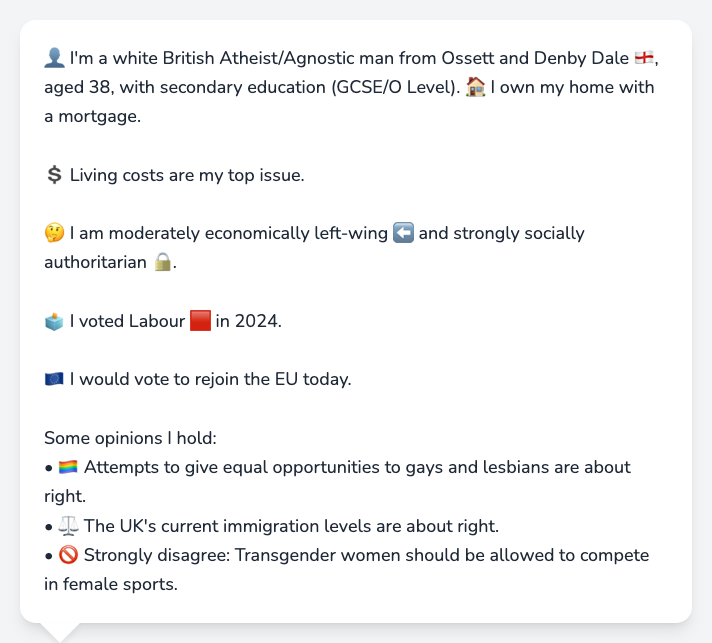 👤 I'm a white British Atheist/Agnostic man from Ossett and Denby Dale 🏴󠁧󠁢󠁥󠁮󠁧󠁿,
aged 38, with secondary education (GCSE/O Level). 🏠 I own my home with
a mortgage.
💲 Living costs are my top issue.
🤔 I am moderately economically left-wing ⬅️ and strongly socially
authoritarian 🔒.
🗳️ I voted Labour 🟥 in 2024.
🇪🇺 I would vote to rejoin the EU today.
Some opinions I hold:
• 🏳️‍🌈 Attempts to give equal opportunities to gays and lesbians are about
right.
• ⚖️ The UK's current immigration levels are about right.
• 🚫 Strongly disagree: Transgender women should be allowed to compete
in female sports.